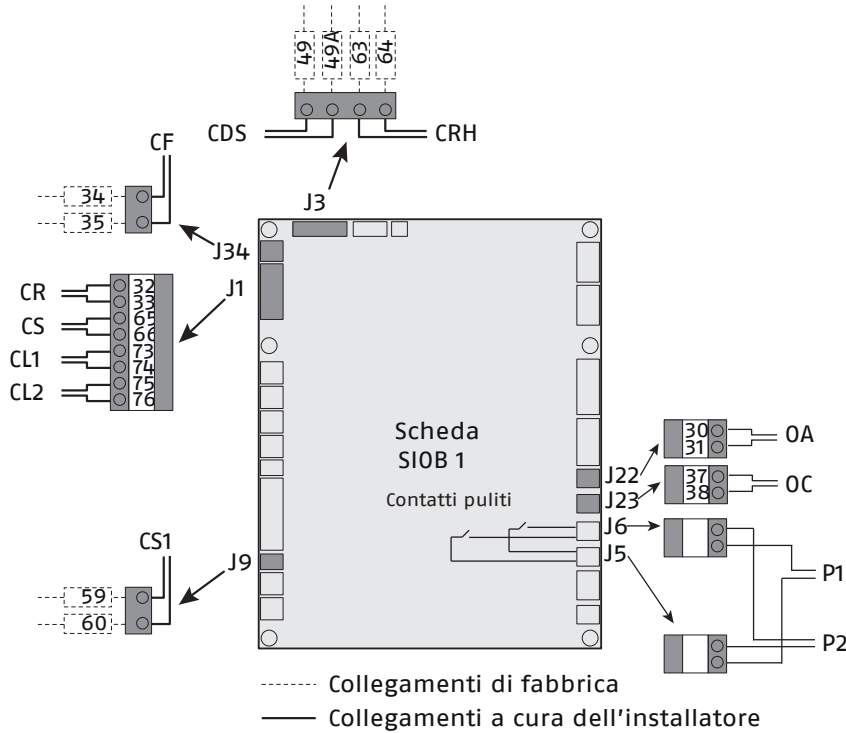 49
49A
63
64
CDS
CRH
CF
J3
34
35
J34
J1
CR
32
33
CS
65
66
CL1
73
74
CL2
75
76
Scheda
SIOB 1
Contatti puliti
30
31
OA
J22
37
38
OC
J23
J6
J5
P1
P2
CS1
J9
59
60
Collegamenti di fabbrica
Collegamenti a cura dell'installatore